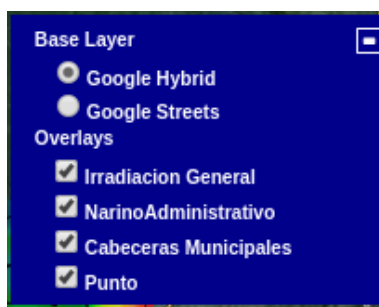 Base Layer
Google Hybrid
Google Streets
Overlays
Irradiacion General
NarinoAdministrativo
Cabeceras Municipales
Punto